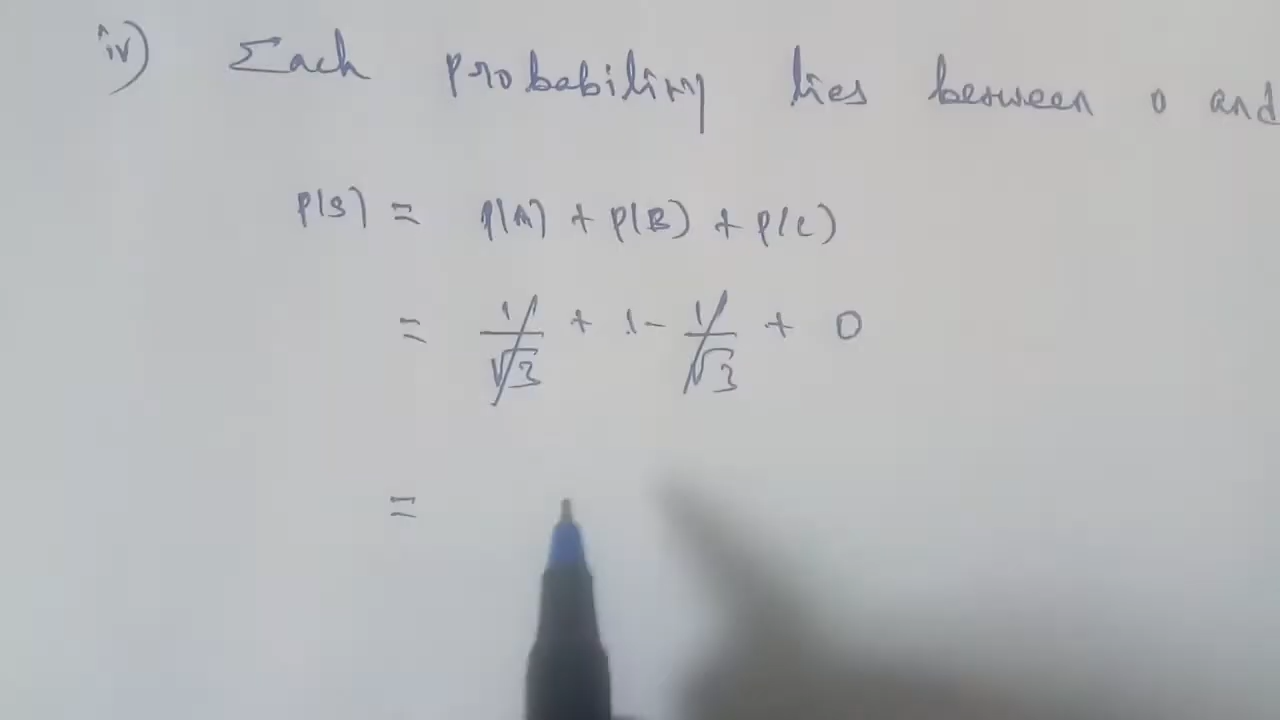 iv) Each probability lies between 0 and
P(S) = P(A) + P(B) + P(C)
= 1/√3 + 1 - 1/√3 + 0
=